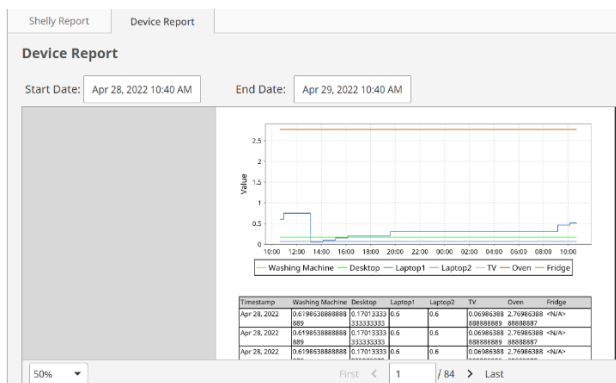 Shelly Report Device Report
Device Report
Start Date: Apr 28, 2022 10:40 AM End Date: Apr 29, 2022 10:40 AM
2.5
2
1.5
1
0.5
0
Value
10:00 12:00 14:00 16:00 18:00 20:00 22:00 00:00 02:00 04:00 06:00 08:00 10:00
Washing Machine Desktop Laptop1 Laptop2 TV Oven Fridge
Timestamp Washing Machine Desktop Laptop1 Laptop2 TV Oven Fridge
Apr 28, 2022 0.6198638888888 0.17013333 0.6 0.6 0.06986388 2.76986388 <N/A>
889 333333333 888888889 88888887
Apr 28, 2022 0.6198638888888 0.17013333 0.6 0.6 0.06986388 2.76986388 <N/A>
889 333333333 888888889 88888887
Apr 28, 2022 0.6198638888888 0.17013333 0.6 0.6 0.06986388 2.76986388 <N/A>
50% First < 1 / 84 > Last